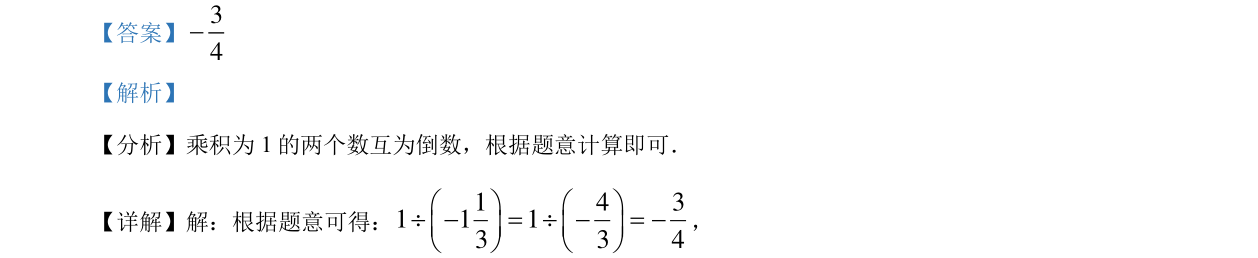 【答案】$-\frac{3}{4}$
【解析】
【分析】乘积为 1 的两个数互为倒数，根据题意计算即可．
【详解】解：根据题意可得：$1\div\left(-1\frac{1}{3}\right)=1\div\left(-\frac{4}{3}\right)=-\frac{3}{4}$，